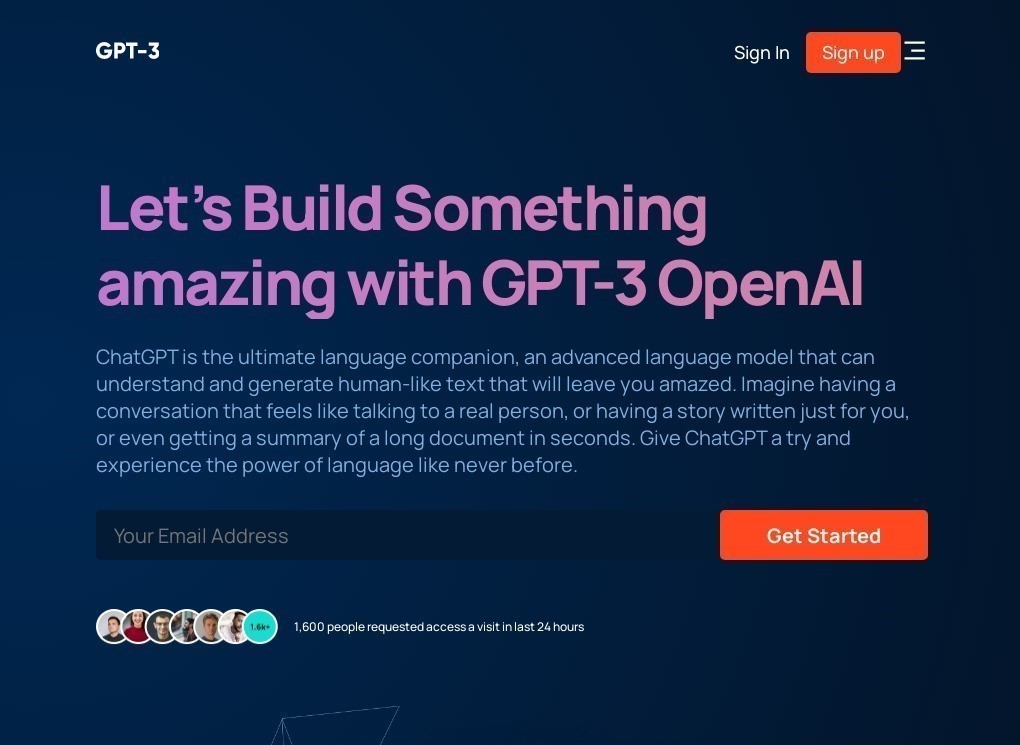 GPT-3
Sign In
Sign up
Let's Build Something
amazing with GPT-3 OpenAI
ChatGPT is the ultimate language companion, an advanced language model that can
understand and generate human-like text that will leave you amazed. Imagine having a
conversation that feels like talking to a real person, or having a story written just for you,
or even getting a summary of a long document in seconds. Give ChatGPT a try and
experience the power of language like never before.
Your Email Address
Get Started
1.6k+
1,600 people requested access a visit in last 24 hours